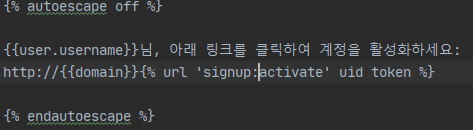 {% autoescape off %}
{{user.username}}님, 아래 링크를 클릭하여 계정을 활성화하세요:
http://{{domain}}{% url 'signup:activate' uid token %}
{% endautoescape %}